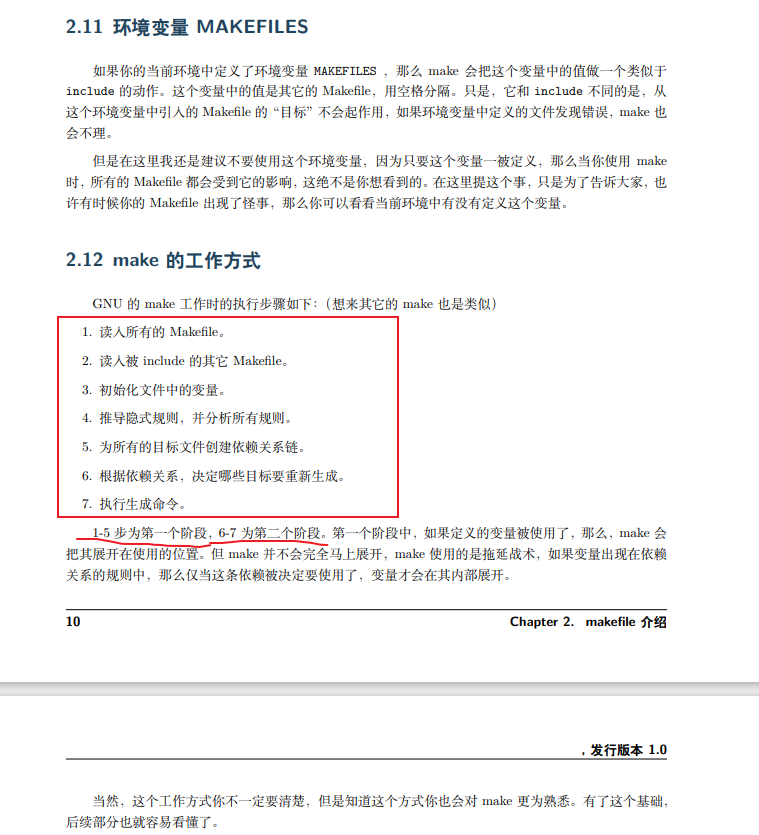 2.11 环境变量 MAKEFILES
如果你的当前环境中定义了环境变量 MAKEFILES ，那么 make 会把这个变量中的值做一个类似于
include 的动作。这个变量中的值是其它的 Makefile，用空格分隔。只是，它和 include 不同的是，从
这个环境变量中引入的 Makefile 的“目标”不会起作用，如果环境变量中定义的文件发现错误，make 也
会不理。
但是在这里我还是建议不要使用这个环境变量，因为只要这个变量一被定义，那么当你使用 make
时，所有的 Makefile 都会受到它的影响，这绝不是你想看到的。在这里提这个事，只是为了告诉大家，也
许有时候你的 Makefile 出现了怪事，那么你可以看看当前环境中有没有定义这个变量。
2.12 make 的工作方式
GNU 的 make 工作时的执行步骤如下：（想来其它的 make 也是类似）
1. 读入所有的 Makefile。
2. 读入被 include 的其它 Makefile。
3. 初始化文件中的变量。
4. 推导隐式规则，并分析所有规则。
5. 为所有的目标文件创建依赖关系链。
6. 根据依赖关系，决定哪些目标要重新生成。
7. 执行生成命令。
1-5 步为第一个阶段，6-7 为第二个阶段。第一个阶段中，如果定义的变量被使用了，那么，make 会
把其展开在使用的位置。但 make 并不会完全马上展开，make 使用的是拖延战术，如果变量出现在依赖
关系的规则中，那么仅当这条依赖被决定要使用了，变量才会在其内部展开。
10 Chapter 2. makefile 介绍
, 发行版本 1.0
当然，这个工作方式你不一定要清楚，但是知道这个方式你也会对 make 更为熟悉。有了这个基础，
后续部分也就容易看懂了。